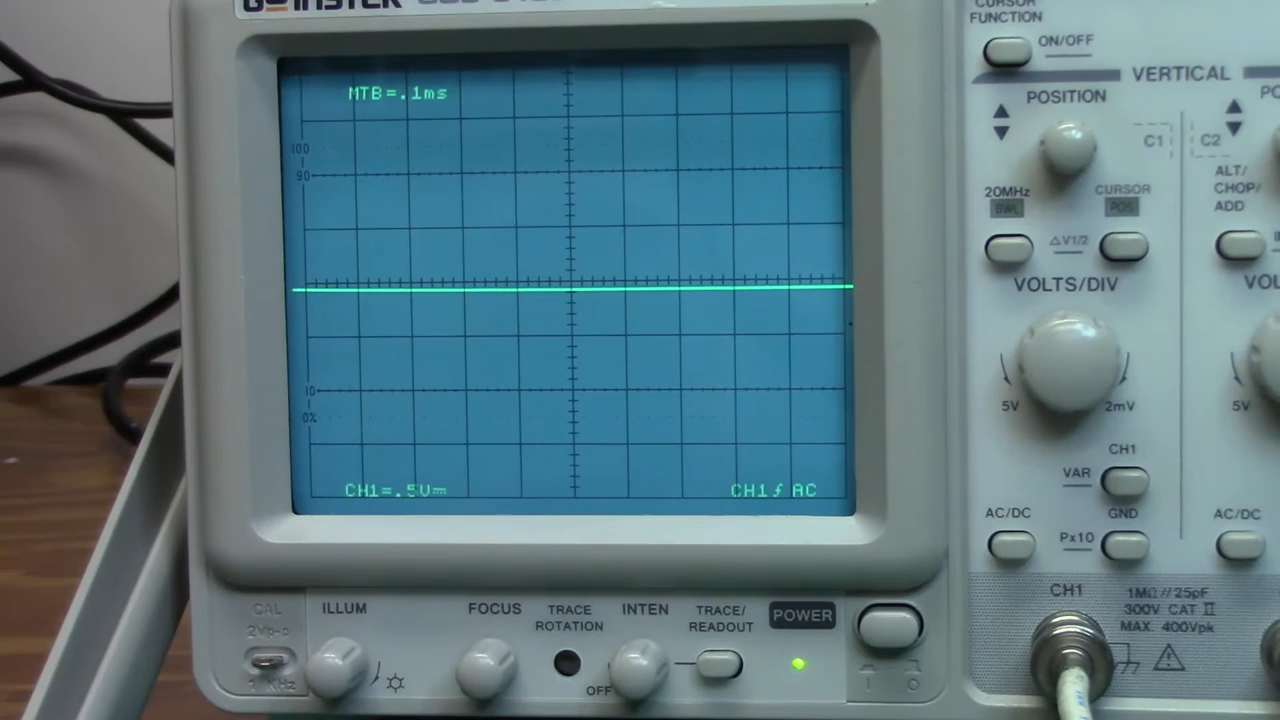 GWINSTEK
MTB=.1ms
100
90
10
0%
CH1=.5V
CH1 AC
CURSOR
FUNCTION
ON/OFF
VERTICAL
POSITION
C1
C2
20MHz
BWL
CURSOR
POS
ΔV1/2
ALT/
CHOP/
ADD
VOLTS/DIV
5V
2mV
5V
CH1
VAR
AC/DC
GND
Px10
AC/DC
CH1
1MΩ//25pF
300V CAT II
MAX. 400Vpk
CAL
2Vp-p
1 KHz
ILLUM
FOCUS
TRACE
ROTATION
INTEN
OFF
TRACE/
READOUT
POWER